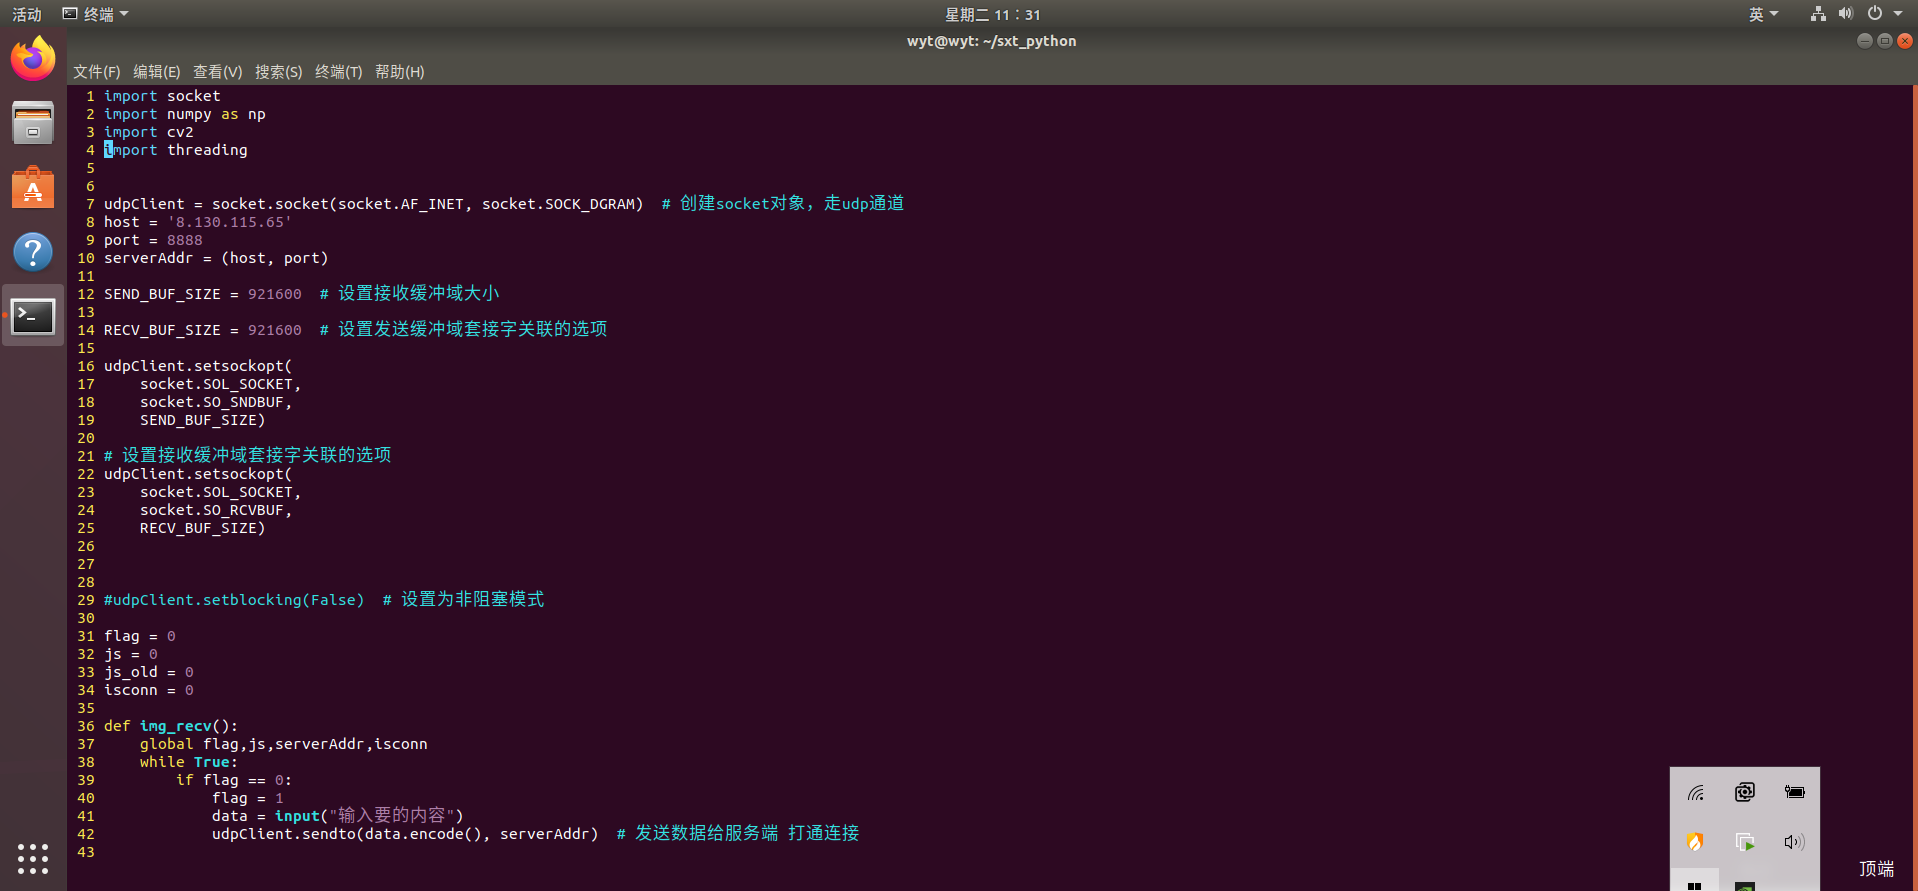 活动 终端 星期二 11：31 英
wyt@wyt: ~/sxt_python
文件(F) 编辑(E) 查看(V) 搜索(S) 终端(T) 帮助(H)
1 import socket
2 import numpy as np
3 import cv2
4 import threading
5
6
7 udpClient = socket.socket(socket.AF_INET, socket.SOCK_DGRAM)  # 创建socket对象，走udp通道
8 host = '8.130.115.65'
9 port = 8888
10 serverAddr = (host, port)
11
12 SEND_BUF_SIZE = 921600  # 设置接收缓冲域大小
13
14 RECV_BUF_SIZE = 921600  # 设置发送缓冲域套接字关联的选项
15
16 udpClient.setsockopt(
17     socket.SOL_SOCKET,
18     socket.SO_SNDBUF,
19     SEND_BUF_SIZE)
20
21 # 设置接收缓冲域套接字关联的选项
22 udpClient.setsockopt(
23     socket.SOL_SOCKET,
24     socket.SO_RCVBUF,
25     RECV_BUF_SIZE)
26
27
28
29 #udpClient.setblocking(False)  # 设置为非阻塞模式
30
31 flag = 0
32 js = 0
33 js_old = 0
34 isconn = 0
35
36 def img_recv():
37     global flag,js,serverAddr,isconn
38     while True:
39         if flag == 0:
40             flag = 1
41             data = input("输入要的内容")
42             udpClient.sendto(data.encode(), serverAddr)  # 发送数据给服务端 打通连接
43
顶端